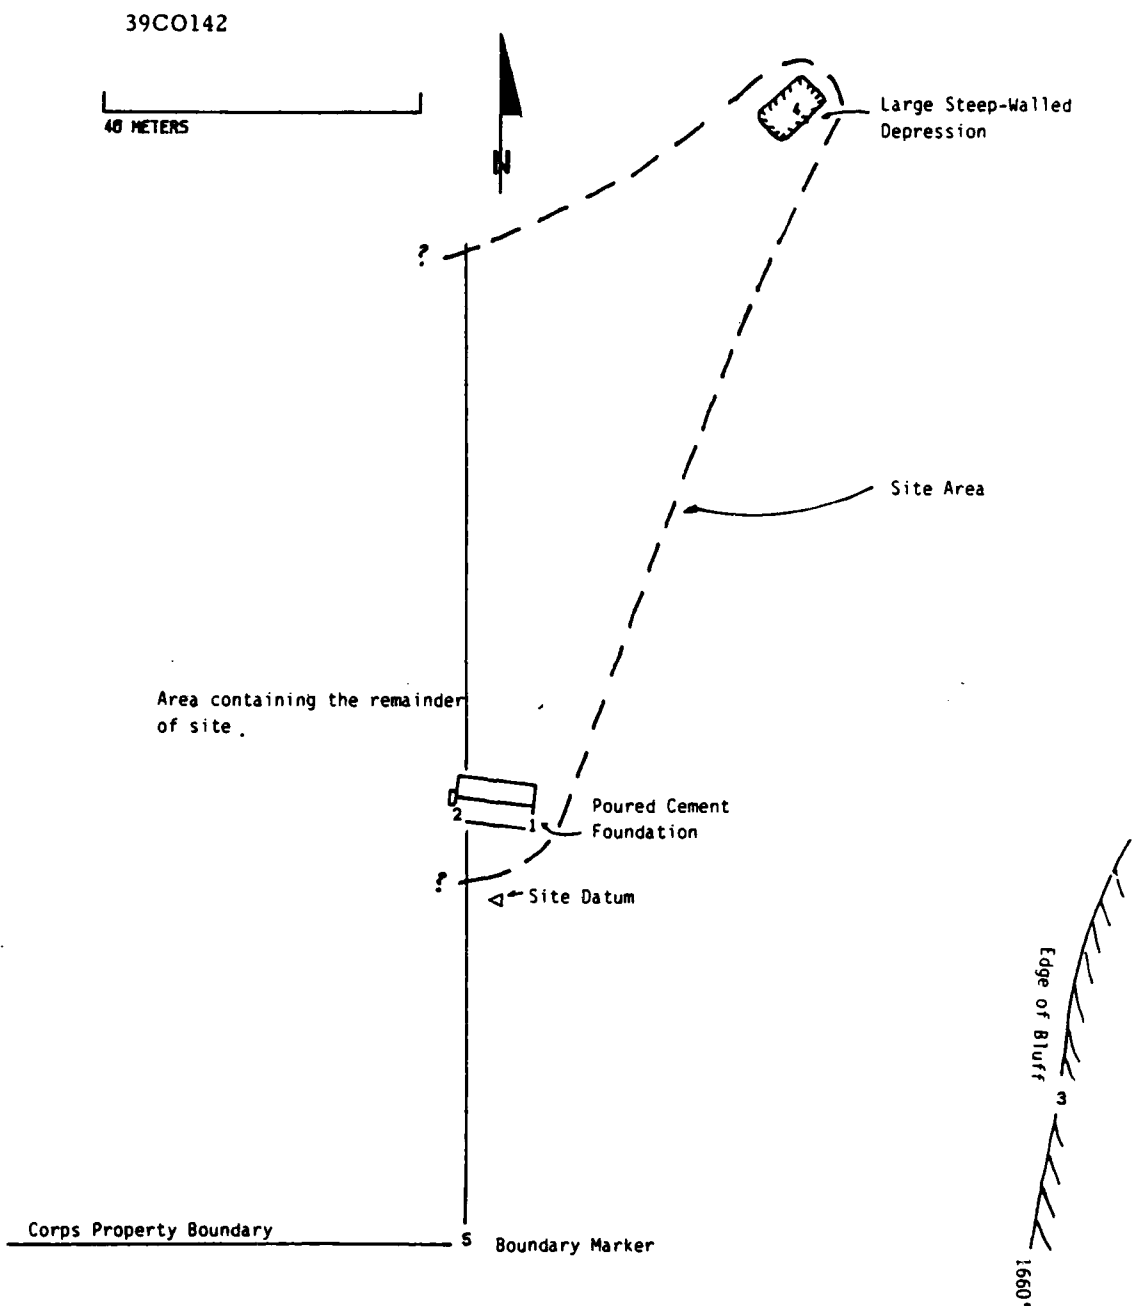 39CO142
40 METERS
N
Large Steep-Walled
Depression
?
Site Area
Area containing the remainder
of site.
2
1
Poured Cement
Foundation
?
Site Datum
Edge of Bluff
3
Corps Property Boundary
5
Boundary Marker
1660'